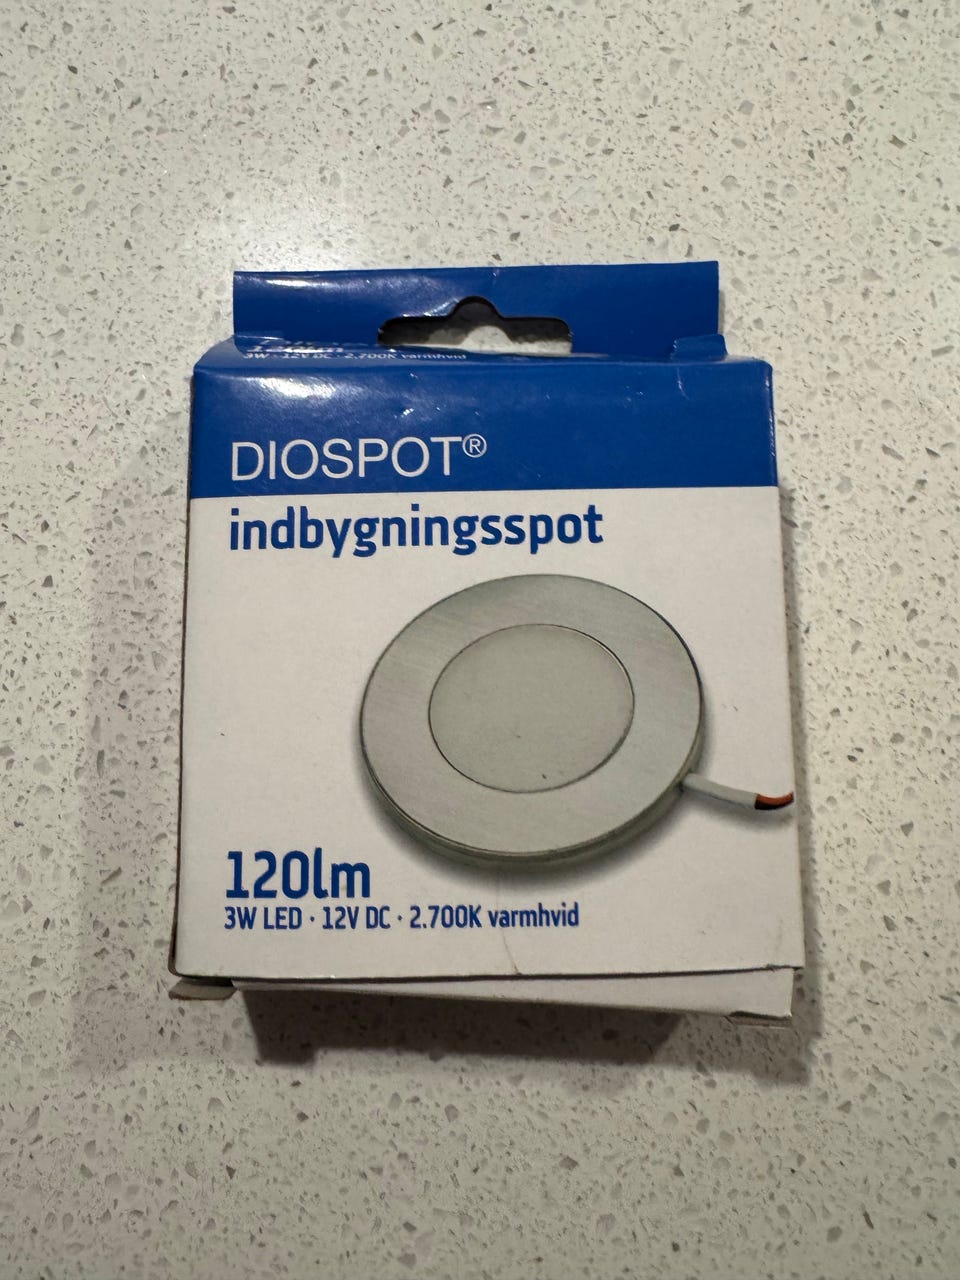 3W · 12V DC · 2.700K varmhvid
DIOSPOT®
indbygningsspot
120lm
3W LED · 12V DC · 2.700K varmhvid